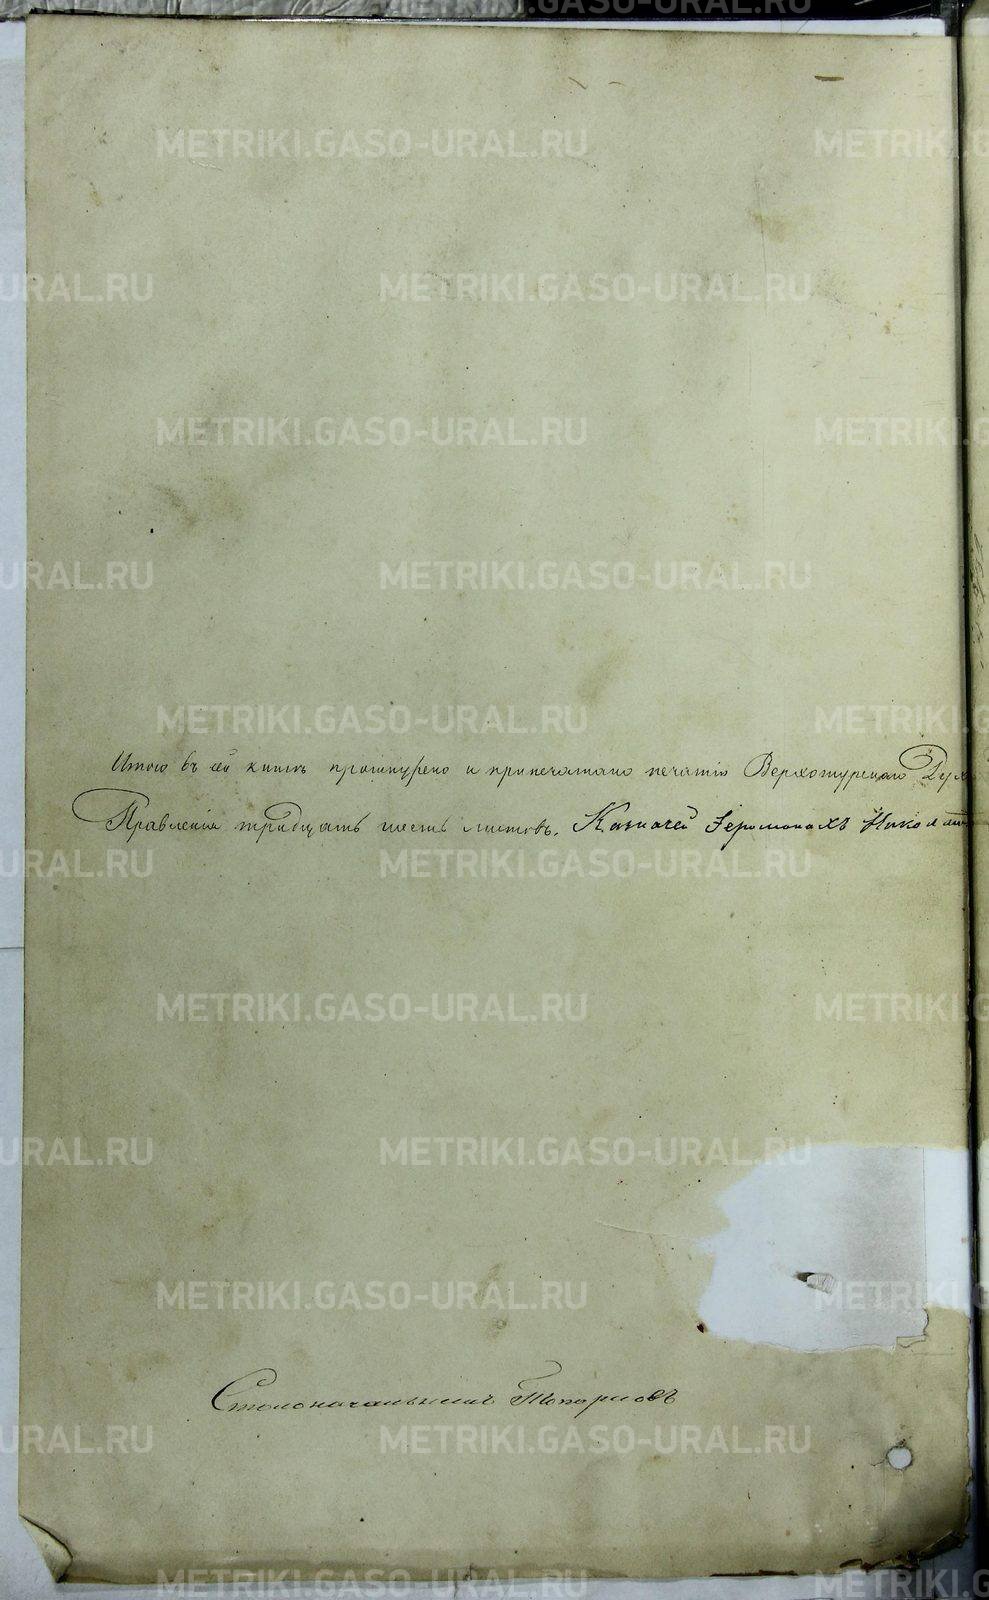 Итого въ сей книгѣ прошнурено и припечатано печатію Верхотурскаго Дух
Правленія тридцать шесть листовъ. Казначей Іеромонахъ
Столоначальникъ Топорковъ
METRIKI.GASO-URAL.RU